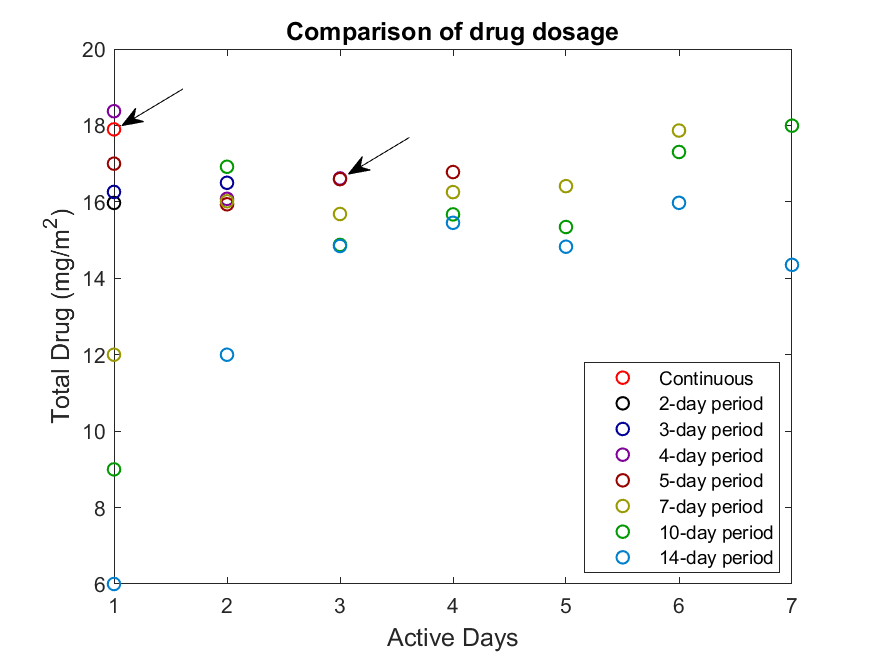 Comparison of drug dosage
Total Drug (mg/m²)
20
18
16
14
12
10
8
6
1 2 3 4 5 6 7
Active Days
Continuous
2-day period
3-day period
4-day period
5-day period
7-day period
10-day period
14-day period